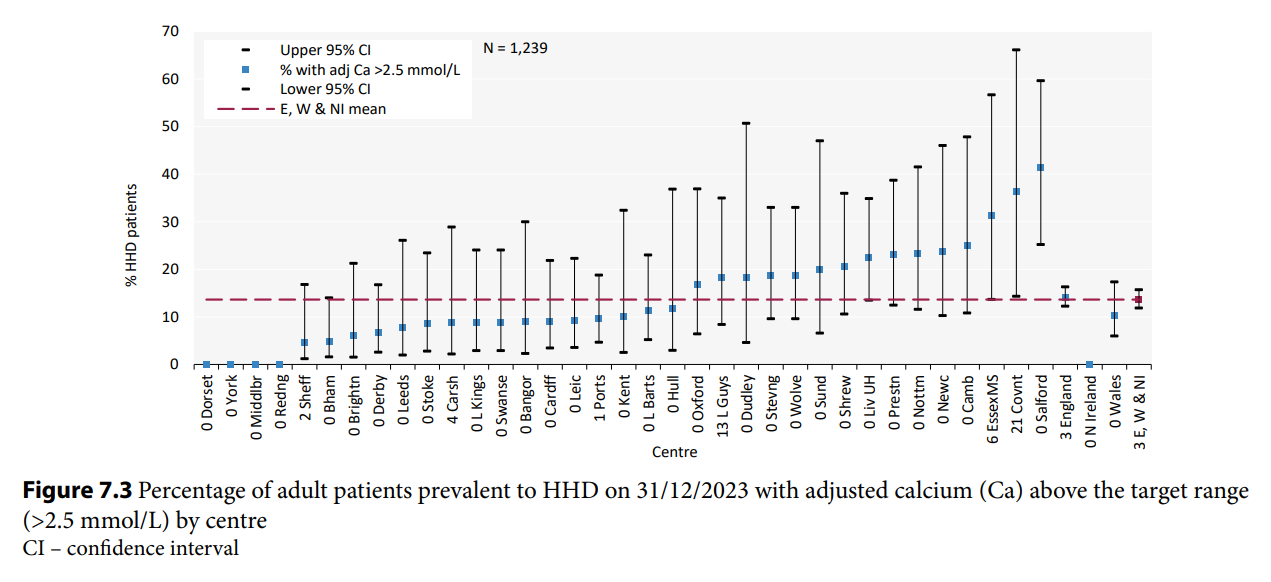 70
60
50
40
30
20
10
0
% HHD patients
Upper 95% CI
% with adj Ca >2.5 mmol/L
Lower 95% CI
E, W & NI mean
N = 1,239
0 Dorset
0 York
0 Middlbr
0 Redng
2 Sheff
0 Bham
0 Brightn
0 Derby
0 Leeds
0 Stoke
4 Carsh
0 L Kings
0 Swanse
0 Bangor
0 Cardff
0 Leic
1 Ports
0 Kent
0 L Barts
0 Hull
0 Oxford
13 L Guys
0 Dudley
0 Stevng
0 Wolve
0 Sund
0 Shrew
0 Liv UH
0 Prestn
0 Nottm
0 Newc
0 Camb
6 EssexMS
21 Covnt
0 Salford
3 England
0 N Ireland
0 Wales
3 E, W & NI
Centre
Figure 7.3 Percentage of adult patients prevalent to HHD on 31/12/2023 with adjusted calcium (Ca) above the target range
(>2.5 mmol/L) by centre
CI – confidence interval